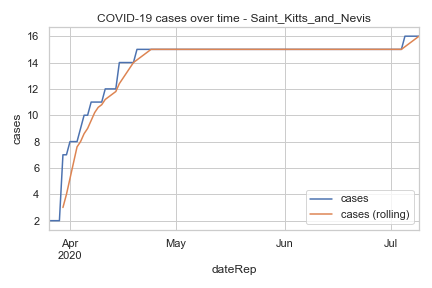 COVID-19 cases over time - Saint_Kitts_and_Nevis
16
14
12
10
8
6
4
2
cases
Apr
2020
May
Jun
Jul
dateRep
cases
cases (rolling)